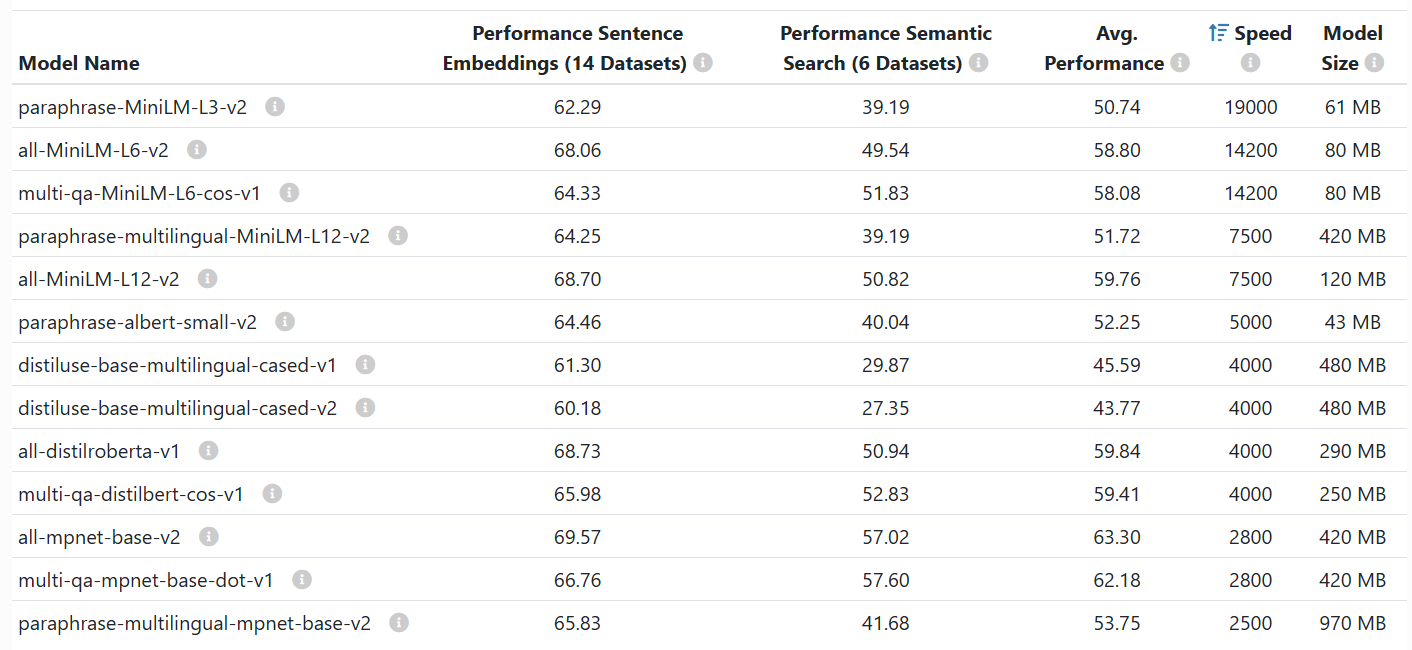 Model Name Performance Sentence Embeddings (14 Datasets) Performance Semantic Search (6 Datasets) Avg. Performance Speed Model Size
paraphrase-MiniLM-L3-v2 62.29 39.19 50.74 19000 61 MB
all-MiniLM-L6-v2 68.06 49.54 58.80 14200 80 MB
multi-qa-MiniLM-L6-cos-v1 64.33 51.83 58.08 14200 80 MB
paraphrase-multilingual-MiniLM-L12-v2 64.25 39.19 51.72 7500 420 MB
all-MiniLM-L12-v2 68.70 50.82 59.76 7500 120 MB
paraphrase-albert-small-v2 64.46 40.04 52.25 5000 43 MB
distiluse-base-multilingual-cased-v1 61.30 29.87 45.59 4000 480 MB
distiluse-base-multilingual-cased-v2 60.18 27.35 43.77 4000 480 MB
all-distilroberta-v1 68.73 50.94 59.84 4000 290 MB
multi-qa-distilbert-cos-v1 65.98 52.83 59.41 4000 250 MB
all-mpnet-base-v2 69.57 57.02 63.30 2800 420 MB
multi-qa-mpnet-base-dot-v1 66.76 57.60 62.18 2800 420 MB
paraphrase-multilingual-mpnet-base-v2 65.83 41.68 53.75 2500 970 MB